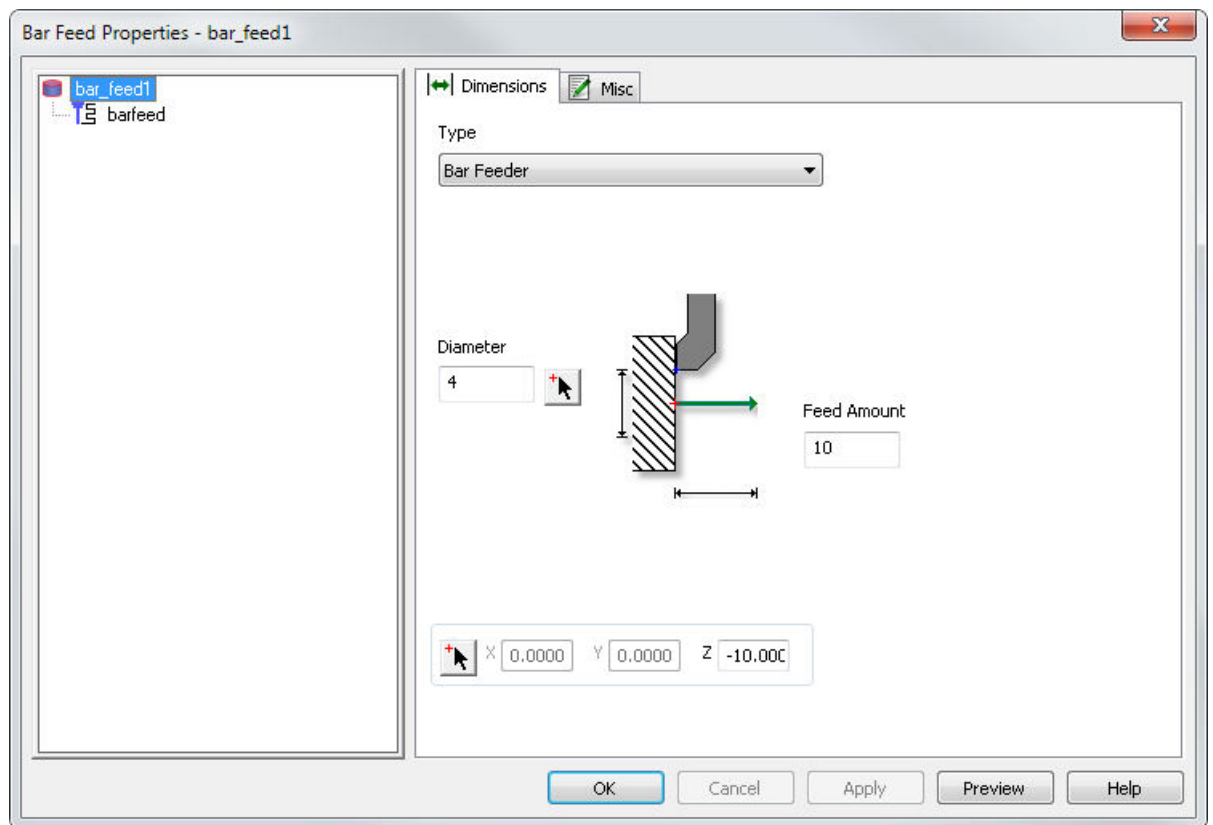 Bar Feed Properties - bar_feed1
bar_feed1
barfeed
Dimensions
Misc
Type
Bar Feeder
Diameter
4
Feed Amount
10
X 0.0000 Y 0.0000 Z -10.000
OK Cancel Apply Preview Help